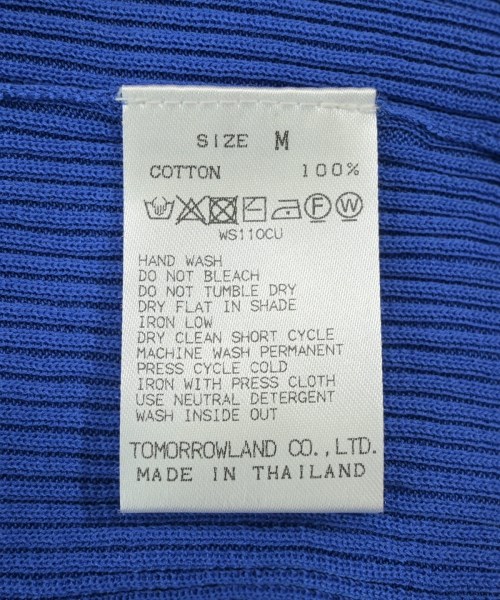 SIZE M
COTTON 100%
F W
WS110CU
HAND WASH
DO NOT BLEACH
DO NOT TUMBLE DRY
DRY FLAT IN SHADE
IRON LOW
DRY CLEAN SHORT CYCLE
MACHINE WASH PERMANENT
PRESS CYCLE COLD
IRON WITH PRESS CLOTH
USE NEUTRAL DETERGENT
WASH INSIDE OUT
TOMORROWLAND CO.,LTD.
MADE IN THAILAND